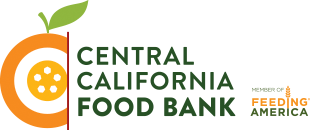 CENTRAL
CALIFORNIA
FOOD BANK
MEMBER OF
FEEDING
AMERICA